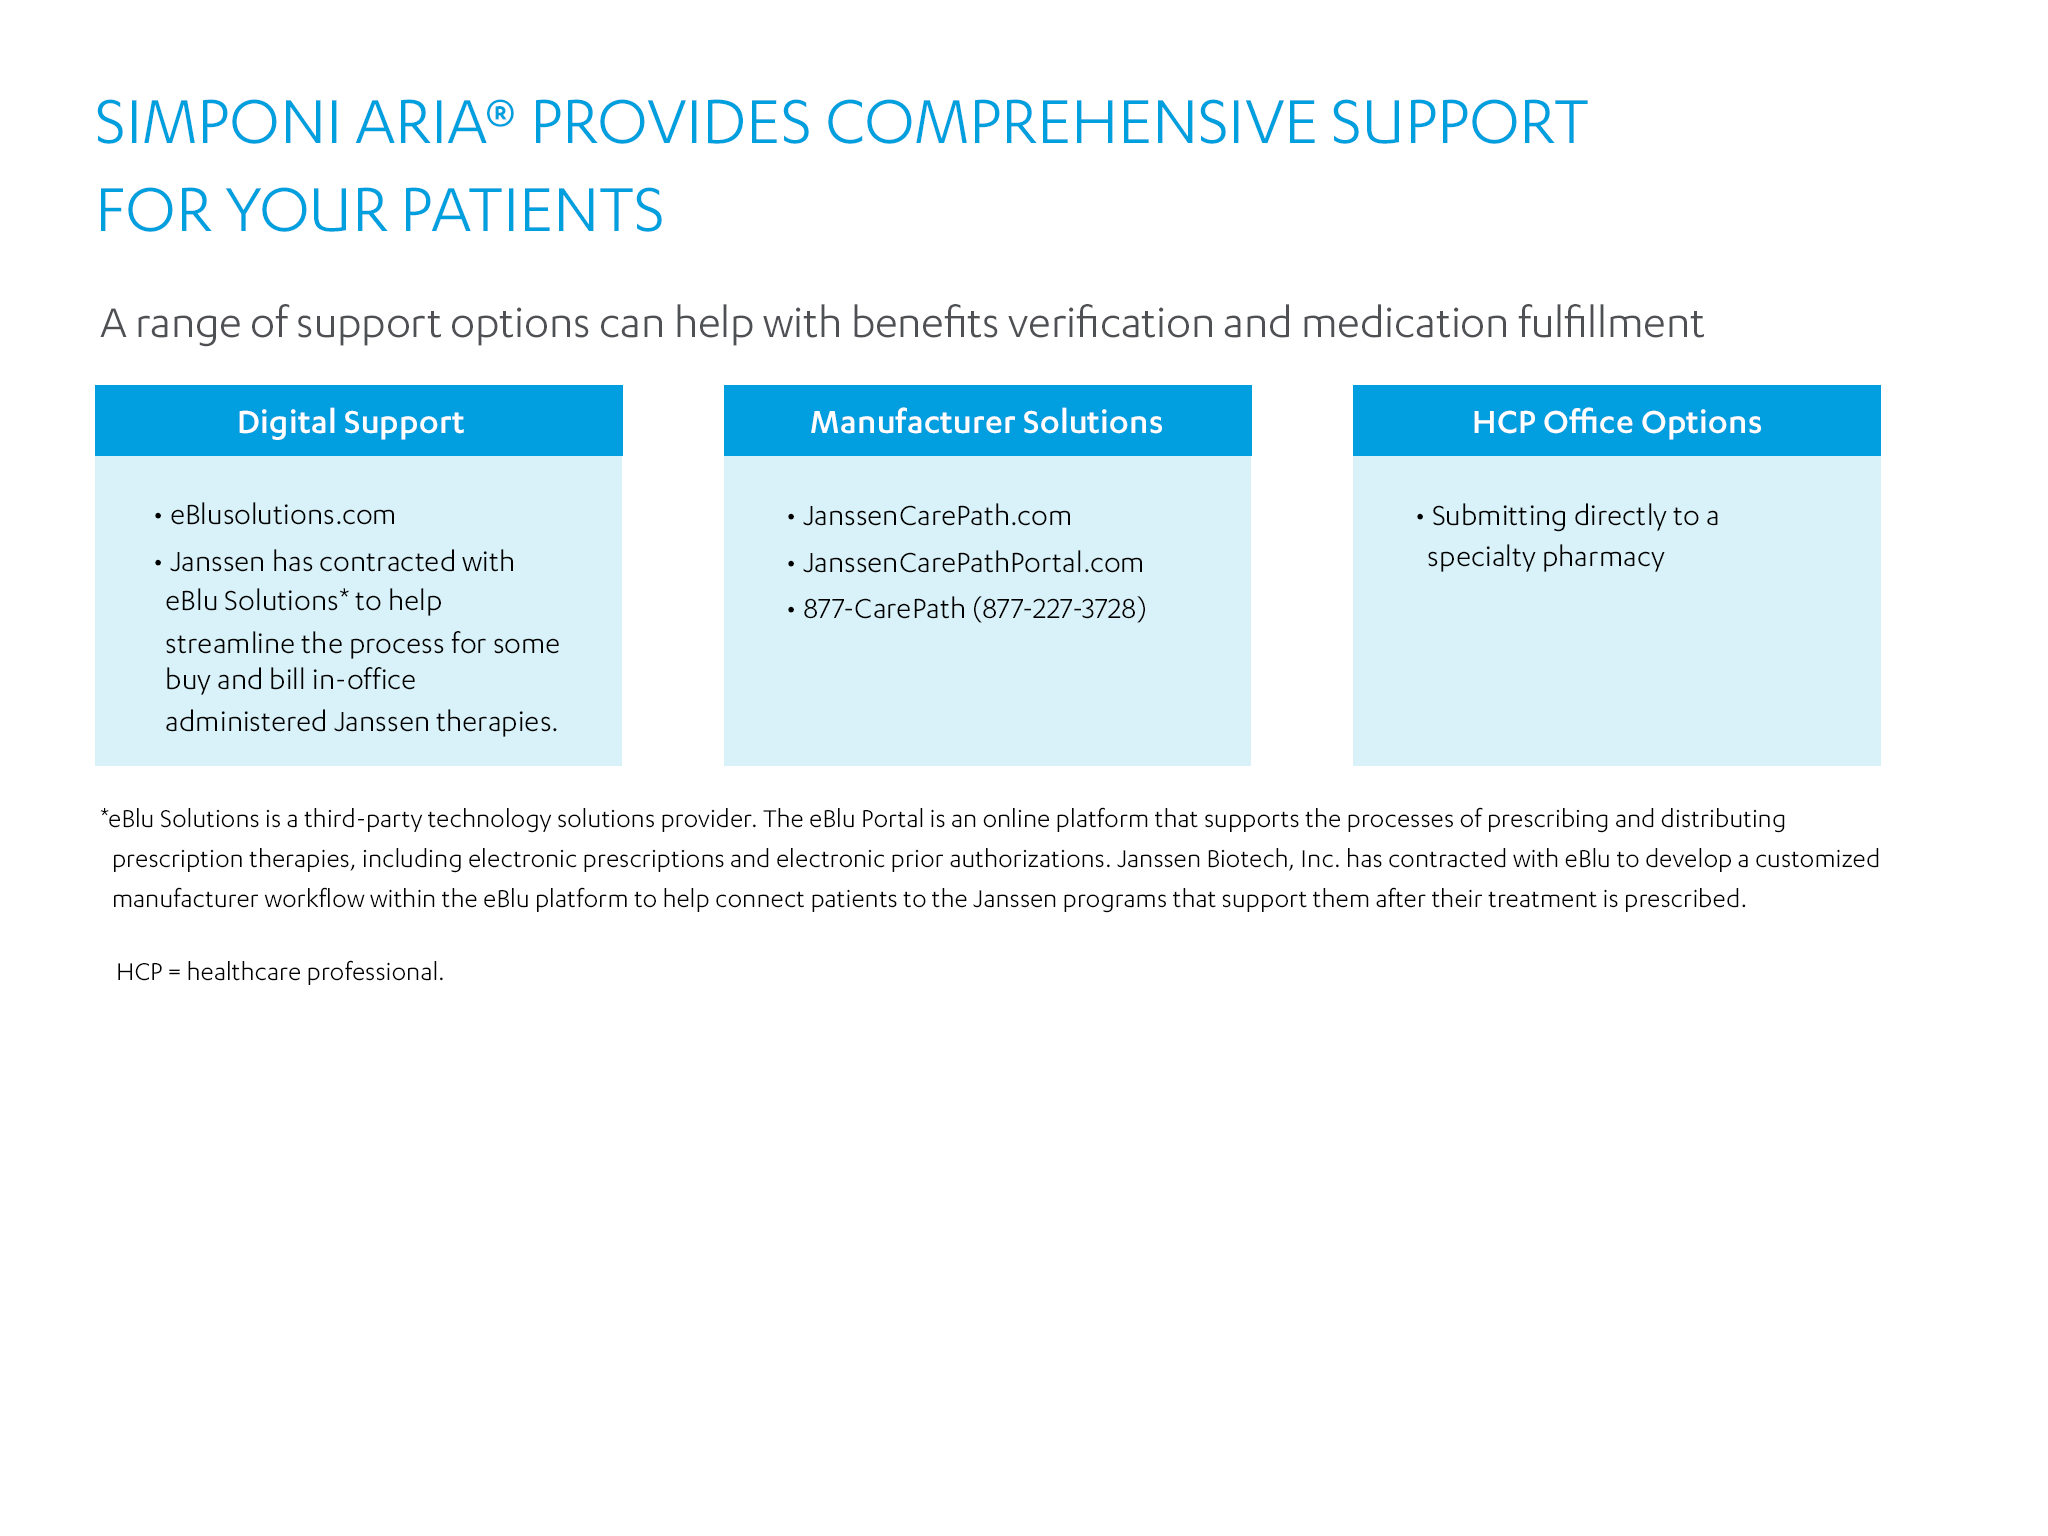 SIMPONI ARIA® PROVIDES COMPREHENSIVE SUPPORT
FOR YOUR PATIENTS
A range of support options can help with benefits verification and medication fulfillment
Digital Support
• eBlusolutions.com
• Janssen has contracted with
eBlu Solutions* to help
streamline the process for some
buy and bill in-office
administered Janssen therapies.
Manufacturer Solutions
• JanssenCarePath.com
• JanssenCarePathPortal.com
• 877-CarePath (877-227-3728)
HCP Office Options
• Submitting directly to a
specialty pharmacy
*eBlu Solutions is a third-party technology solutions provider. The eBlu Portal is an online platform that supports the processes of prescribing and distributing
prescription therapies, including electronic prescriptions and electronic prior authorizations. Janssen Biotech, Inc. has contracted with eBlu to develop a customized
manufacturer workflow within the eBlu platform to help connect patients to the Janssen programs that support them after their treatment is prescribed.
HCP = healthcare professional.